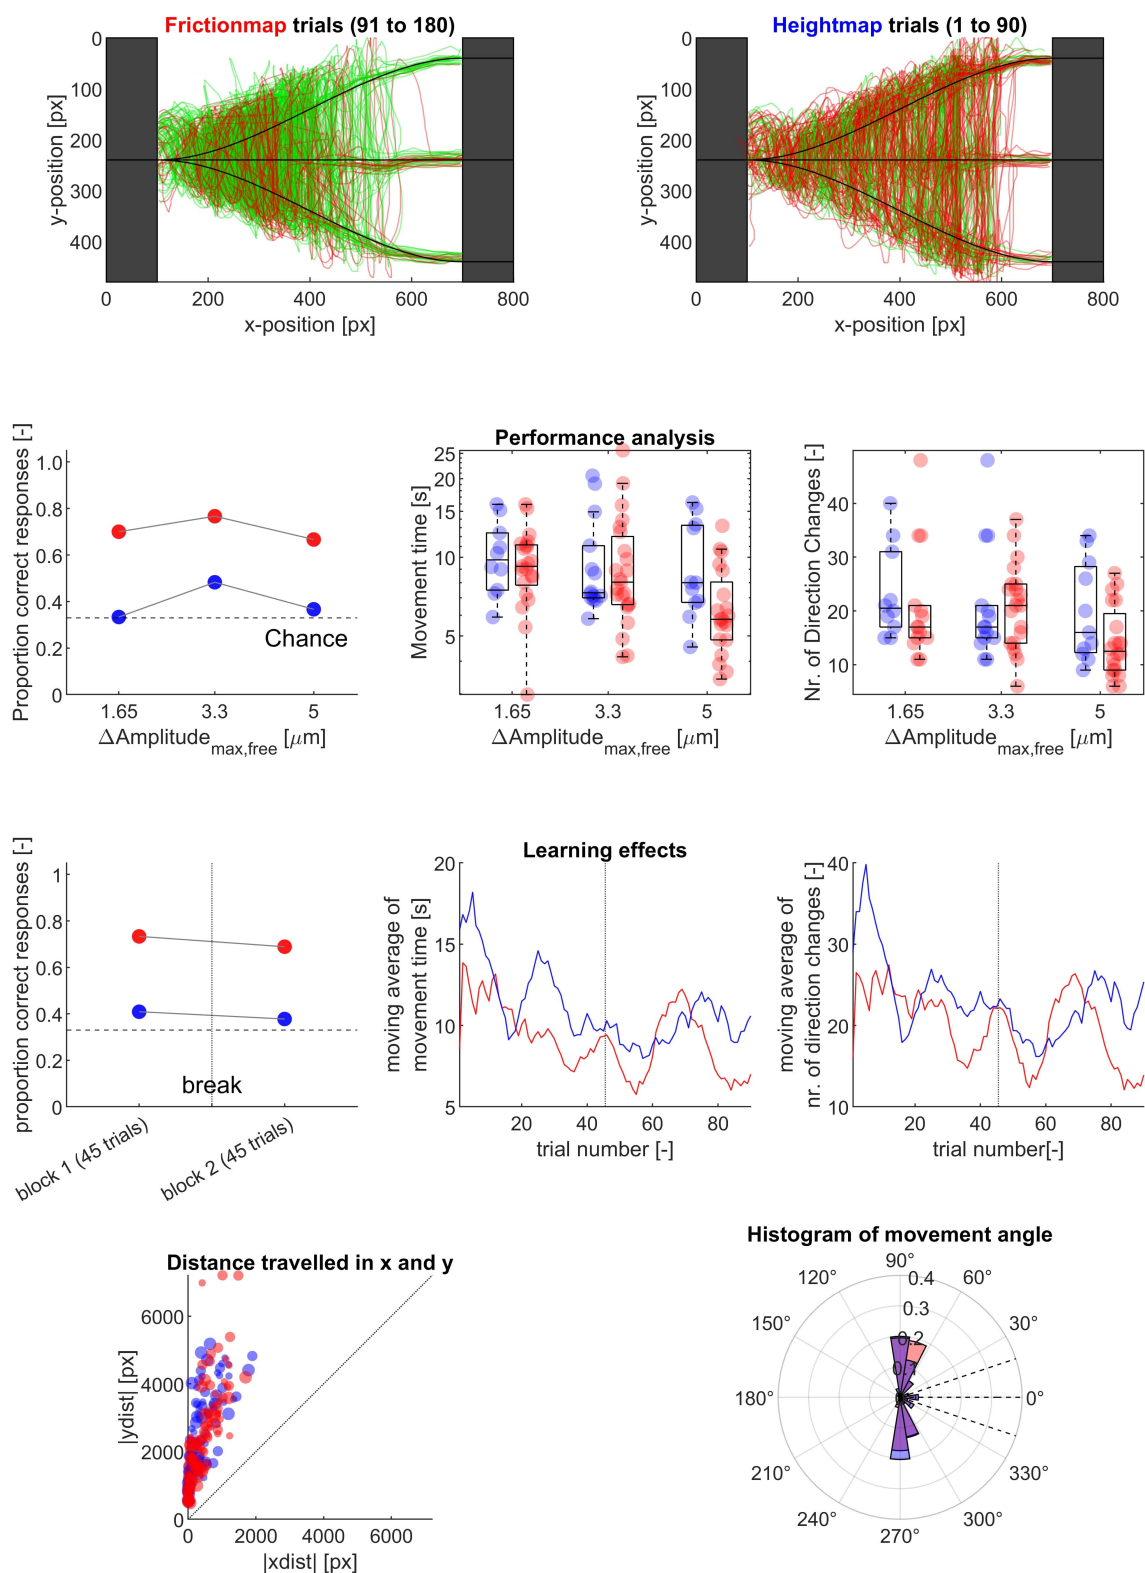 Frictionmap trials (91 to 180)
0
100
200
300
400
y-position [px]
0 200 400 600 800
x-position [px]
Heightmap trials (1 to 90)
0
100
200
300
400
y-position [px]
0 200 400 600 800
x-position [px]
Performance analysis
Proportion correct responses [-]
1.0
0.8
0.6
0.4
0.2
0
Chance
1.65 3.3 5
ΔAmplitude max,free [μm]
Movement time [s]
25
20
15
10
5
1.65 3.3 5
ΔAmplitude max,free [μm]
Nr. of Direction Changes [-]
40
30
20
10
1.65 3.3 5
ΔAmplitude max,free [μm]
Learning effects
proportion correct responses [-]
1
0.8
0.6
0.4
0.2
0
break
block 1 (45 trials)
block 2 (45 trials)
moving average of
movement time [s]
20
15
10
5
20 40 60 80
trial number [-]
moving average of
nr. of direction changes [-]
40
30
20
10
20 40 60 80
trial number[-]
Distance travelled in x and y
|ydist| [px]
6000
4000
2000
0
0 2000 4000 6000
|xdist| [px]
Histogram of movement angle
90°
120° 60°
150° 30°
180° 0°
210° 330°
240° 300°
270°
0.4
0.3
0.2
0.1